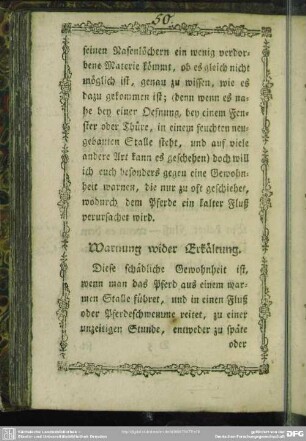 50.
seinen Nasenlöchern ein wenig verdor-
bene Materie kömmt, ob es gleich nicht
möglich ist, genau zu wissen, wie es
dazu gekommen ist; (denn wenn es na-
he bey einer Oefnung, bey einem Fen-
ster oder Thüre, in einem feuchten neu-
gebauten Stalle steht, und auf viele
andere Art kann es geschehen) doch will
ich euch besonders gegen eine Gewohn-
heit warnen, die nur zu oft geschiehet,
wodurch dem Pferde ein kalter Fluß
verursachet wird.
Warnung wider Erkältung.
Diese schädliche Gewohnheit ist,
wenn man das Pferd aus einem war-
men Stalle führet, und in einen Fluß
oder Pferdeschwemme reitet, zu einer
unzeitigen Stunde, entweder zu späte
oder